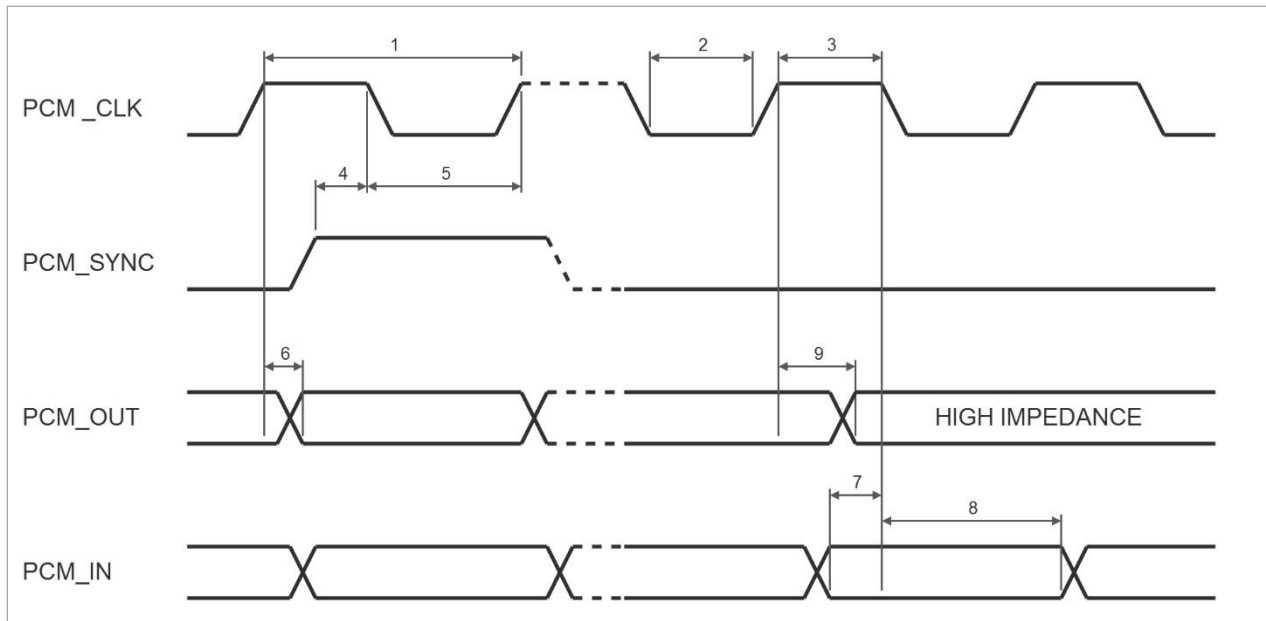 1
2
3
PCM _CLK
4
5
PCM_SYNC
6
9
PCM_OUT
HIGH IMPEDANCE
7
8
PCM_IN